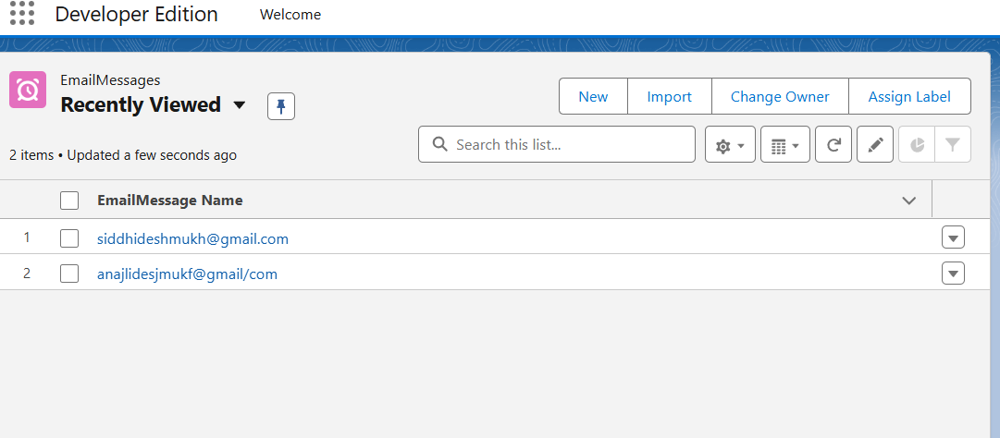 Developer Edition Welcome
EmailMessages
Recently Viewed
New Import Change Owner Assign Label
2 items • Updated a few seconds ago
Search this list...
EmailMessage Name
1 siddhideshmukh@gmail.com
2 anajlidesjmukf@gmail/com